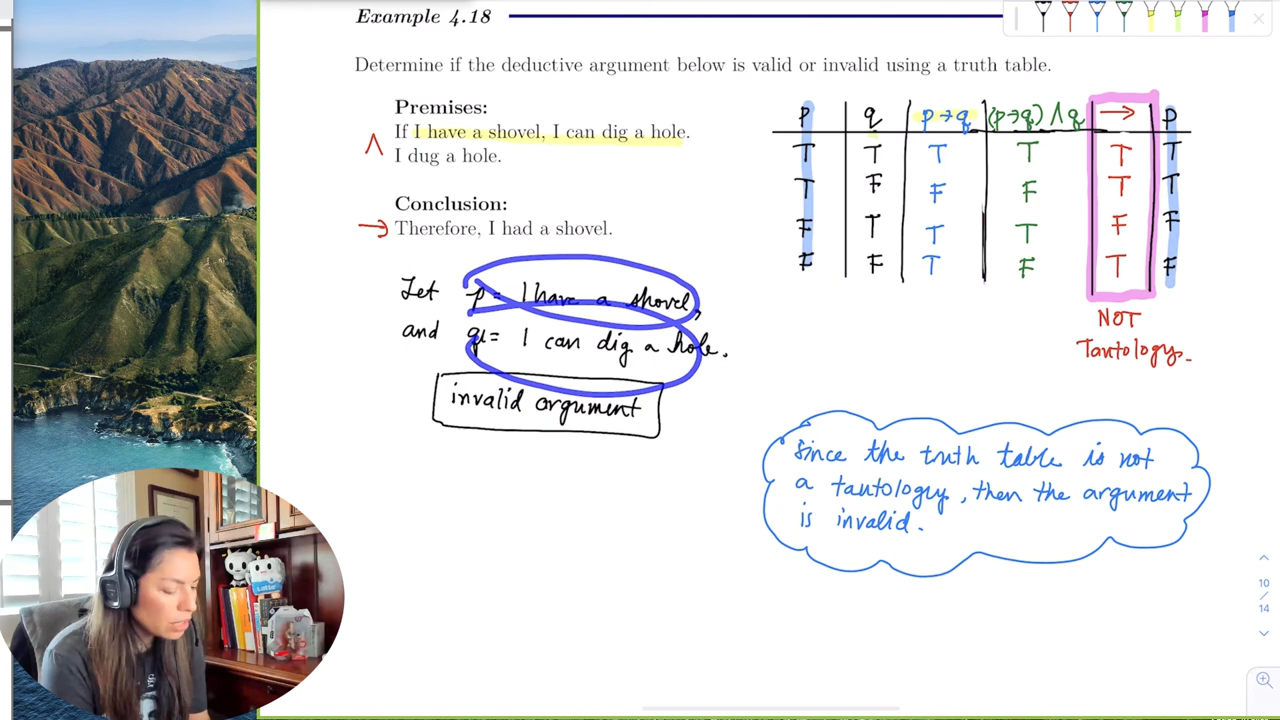 Example 4.18
Determine if the deductive argument below is valid or invalid using a truth table.
Premises:
If I have a shovel, I can dig a hole.
∧ I dug a hole.
Conclusion:
→ Therefore, I had a shovel.
Let p = I have a shovel,
and q = I can dig a hole.
invalid argument
p q p→q (p→q) ∧ q → p
T T T T T T
T F F F T T
F T T T F F
F F T F T F
NOT
Tautology.
Since the truth table is not
a tautology, then the argument
is invalid.
10
/
14